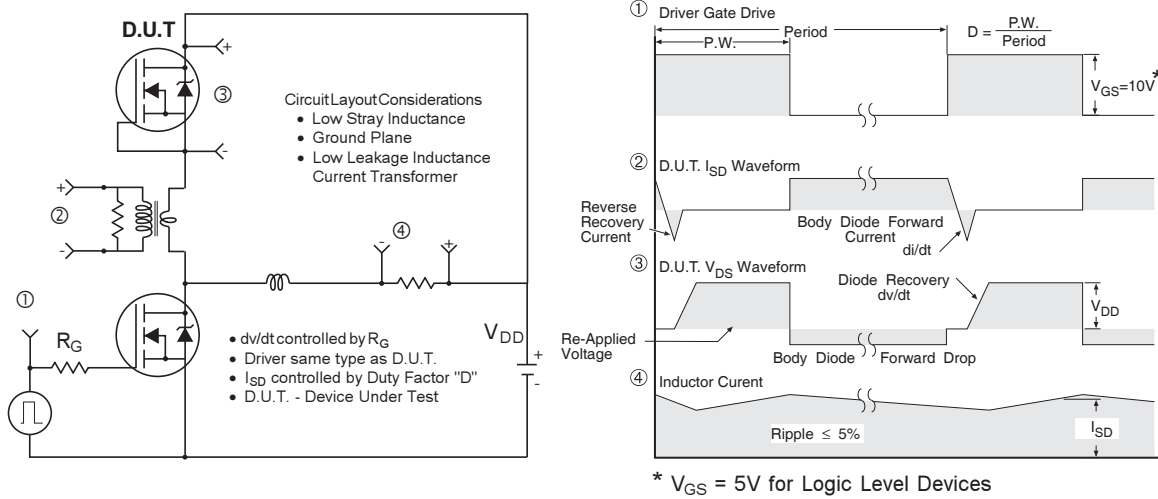 D.U.T
+
③
-
Circuit Layout Considerations
• Low Stray Inductance
• Ground Plane
• Low Leakage Inductance
Current Transformer
+
②
-
④
-
+
①
R_G
• dv/dt controlled by R_G
• Driver same type as D.U.T.
• I_SD controlled by Duty Factor "D"
• D.U.T. - Device Under Test
V_DD
+
-
① Driver Gate Drive
P.W.
Period
D = P.W. / Period
V_GS=10V*
② D.U.T. I_SD Waveform
Reverse
Recovery
Current
Body Diode Forward
Current
di/dt
③ D.U.T. V_DS Waveform
Diode Recovery
dv/dt
V_DD
Re-Applied
Voltage
Body Diode Forward Drop
④ Inductor Curent
Ripple ≤ 5%
I_SD
* V_GS = 5V for Logic Level Devices